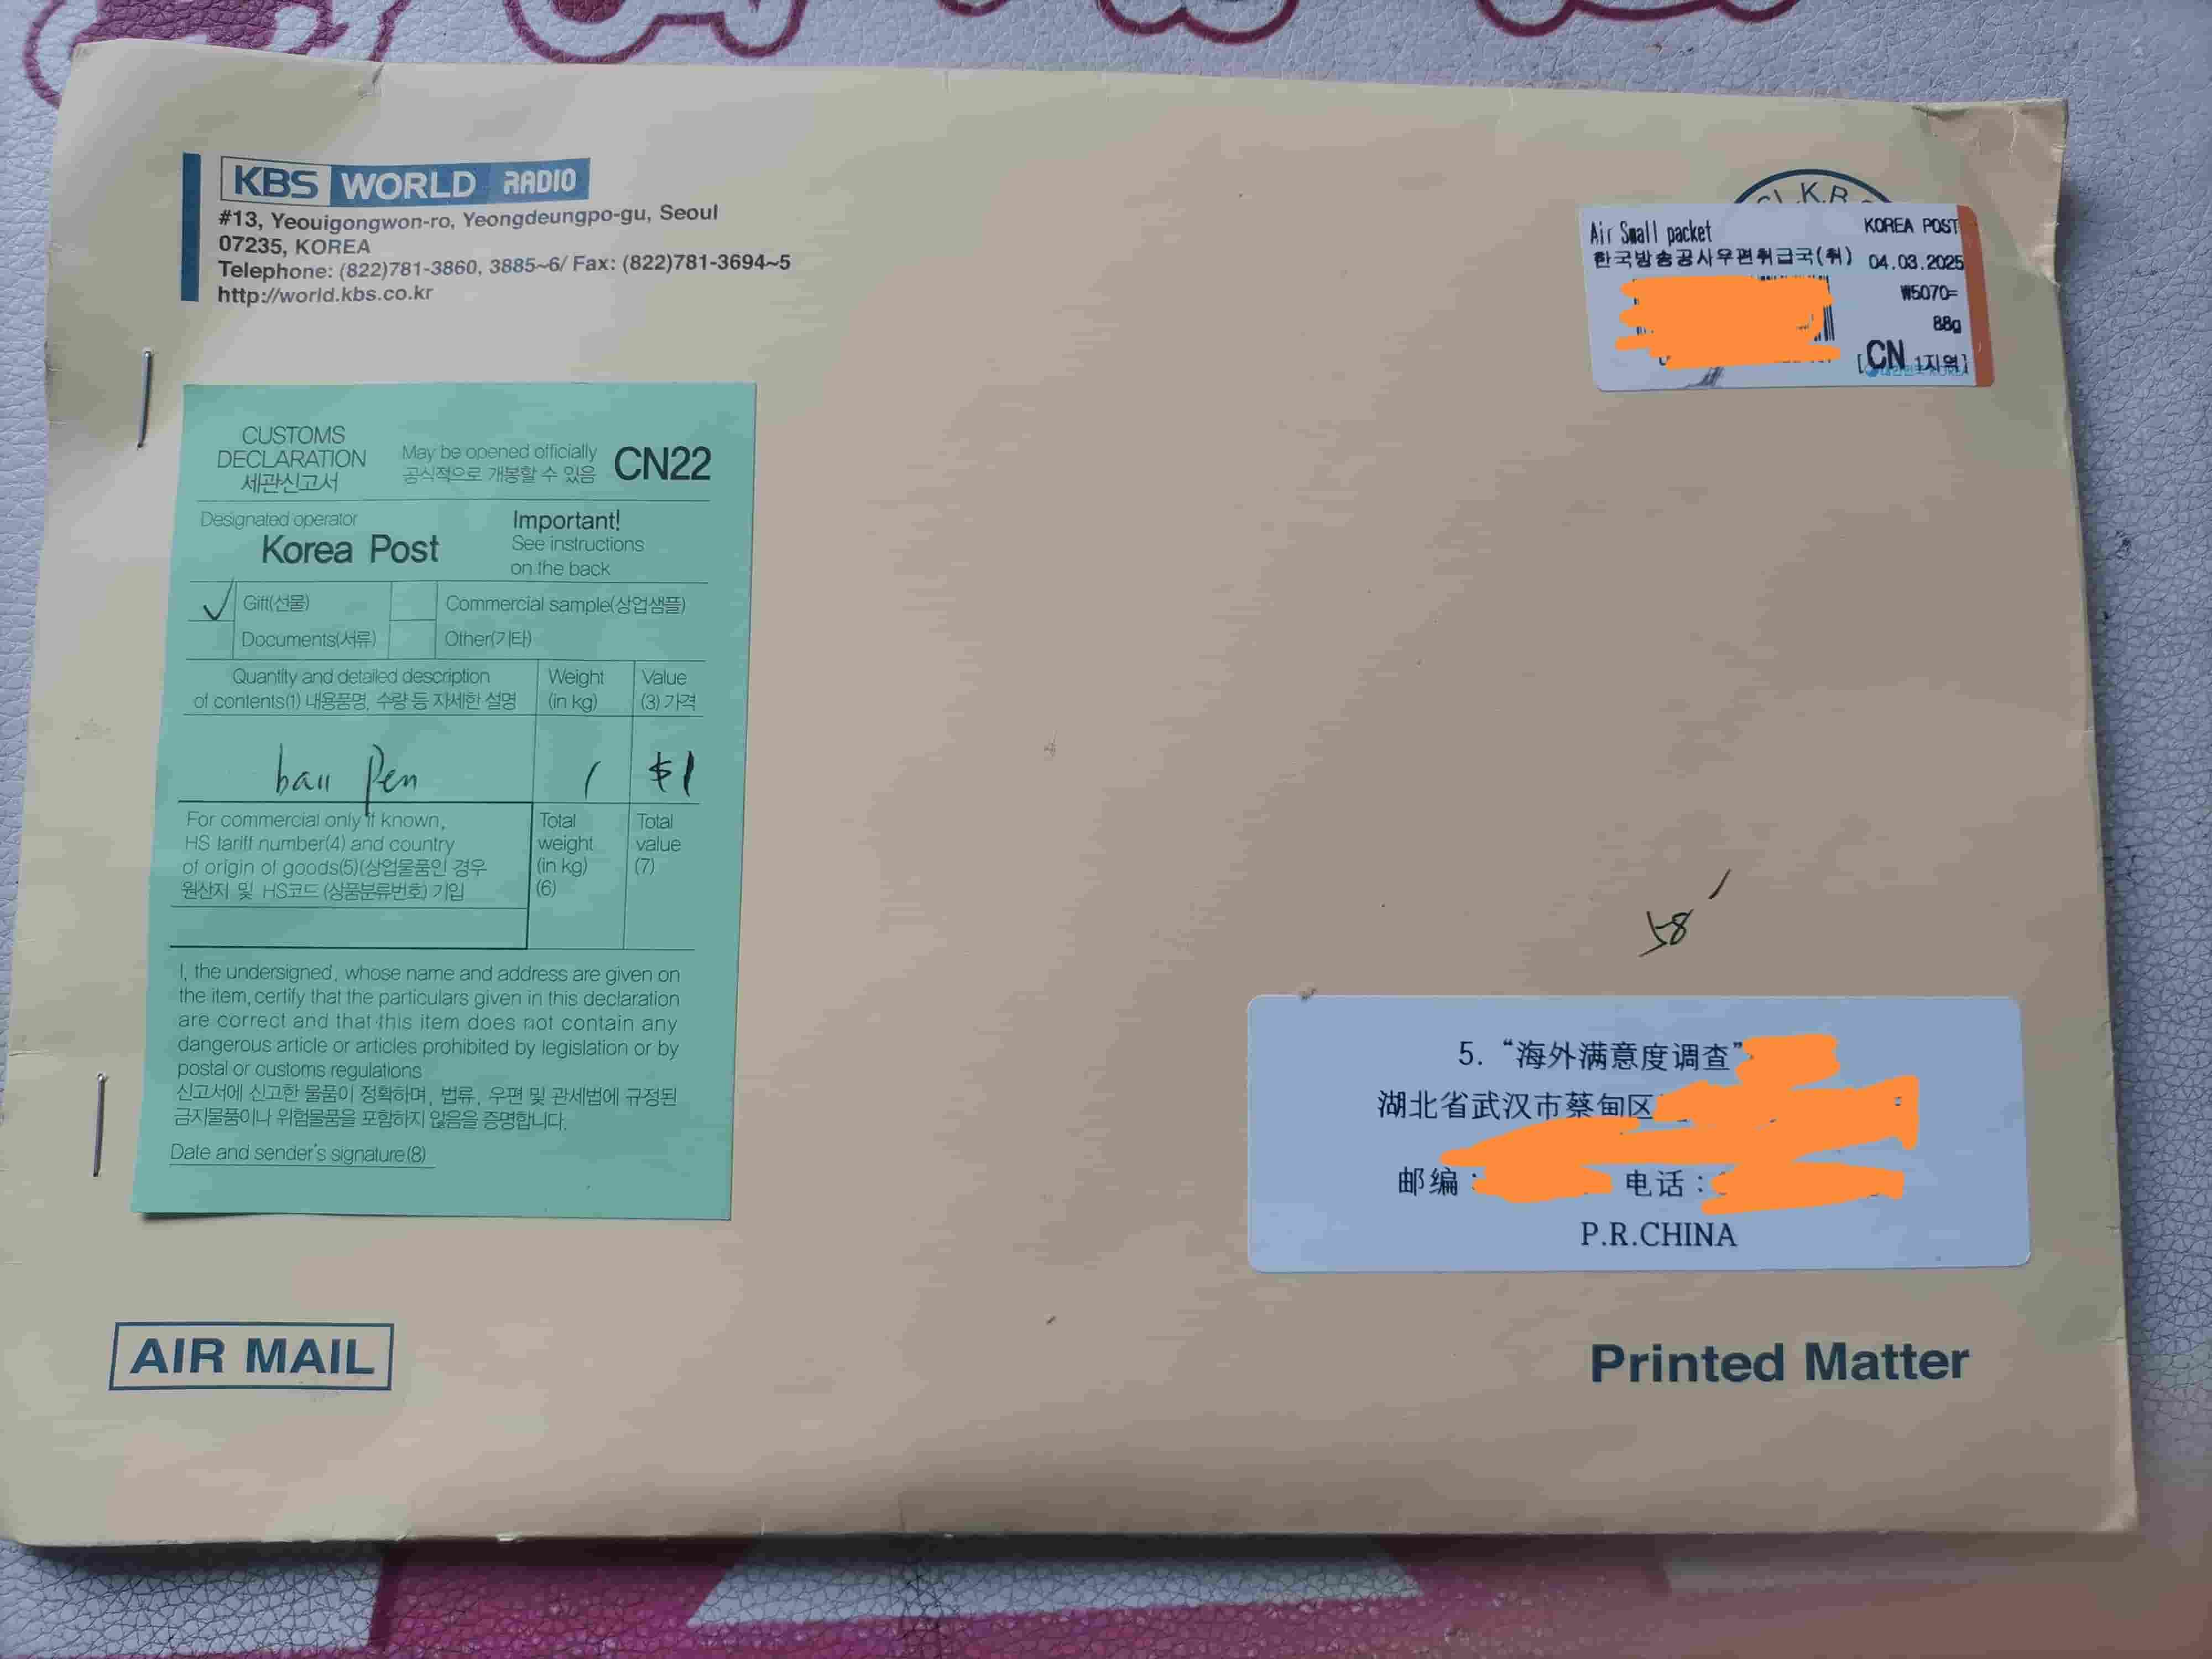 KBS WORLD RADIO
#13, Yeouigongwon-ro, Yeongdeungpo-gu, Seoul
07235, KOREA
Telephone: (822)781-3860, 3885~6/ Fax: (822)781-3694~5
http://world.kbs.co.kr
Air Small packet
KOREA POST
한국방송공사우편취급국(취) 04.03.2025
₩5070=
88g
[CN 1지역]
대한민국 KOREA
CUSTOMS
DECLARATION
세관신고서
May be opened officially
공식적으로 개봉할 수 있음
CN22
Designated operator
Korea Post
Important!
See instructions
on the back
Gift(선물)
Commercial sample(상업샘플)
Documents(서류)
Other(기타)
Quantity and detailed description
of contents(1) 내용품명, 수량 등 자세한 설명
Weight
(in kg)
Value
(3) 가격
ball Pen
1
$1
For commercial only if known,
HS tariff number(4) and country
of origin of goods(5)(상업물품인 경우
원산지 및 HS코드 (상품분류번호) 기입
Total
weight
(in kg)
(6)
Total
value
(7)
I, the undersigned, whose name and address are given on
the item, certify that the particulars given in this declaration
are correct and that this item does not contain any
dangerous article or articles prohibited by legislation or by
postal or customs regulations
신고서에 신고한 물품이 정확하며, 법류, 우편 및 관세법에 규정된
금지물품이나 위험물품을 포함하지 않음을 증명합니다.
Date and sender's signature(8)
58
5. “海外满意度调查”
湖北省武汉市蔡甸区
邮编: 电话:
P.R.CHINA
AIR MAIL
Printed Matter